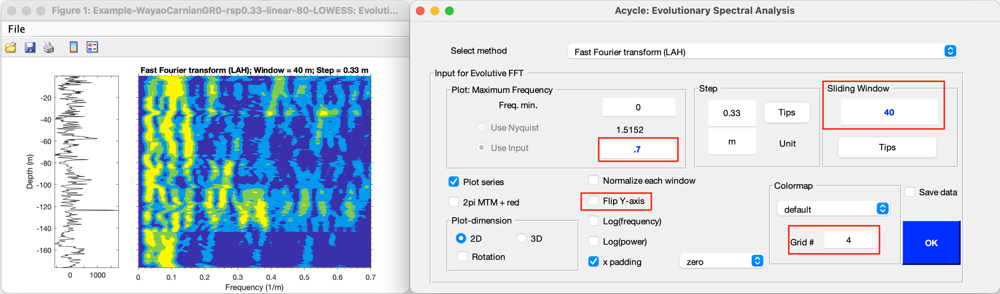 Figure 1: Example-WayaoCarnianGR0-rsp0.33-linear-80-LOWESS: Evoluti...
File
Fast Fourier transform (LAH); Window = 40 m; Step = 0.33 m
Depth (m)
-20
-40
-60
-80
-100
-120
-140
-160
0 1000
0 0.1 0.2 0.3 0.4 0.5 0.6 0.7
Frequency (1/m)
Acycle: Evolutionary Spectral Analysis
Select method Fast Fourier transform (LAH)
Input for Evolutive FFT
Plot: Maximum Frequency
Freq. min. 0
Use Nyquist 1.5152
Use Input .7
Step
0.33 Tips
m Unit
Sliding Window
40
Tips
Plot series
2pi MTM + red
Plot-dimension
2D 3D
Rotation
Normalize each window
Flip Y-axis
Log(frequency)
Log(power)
x padding zero
Colormap
default
Grid # 4
Save data
OK